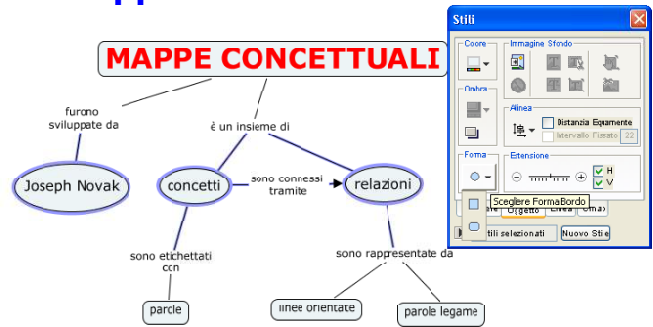 Stili
MAPPE CONCETTUALI
furono
sviluppate da
è un insieme di
Joseph Novak
concetti
sono connessi
tramite
relazioni
sono etichettati
con
sono rappresentate da
parole
linee orientate
parole legame
Colore
Immagine Sfondo
Ombra
Allinea
Distanzia Equamente
Intervallo Fissato 22
Forma
Estensione
H
V
Scegliere FormaBordo
Oggetto Linea
tili selezionati
Nuovo Stile